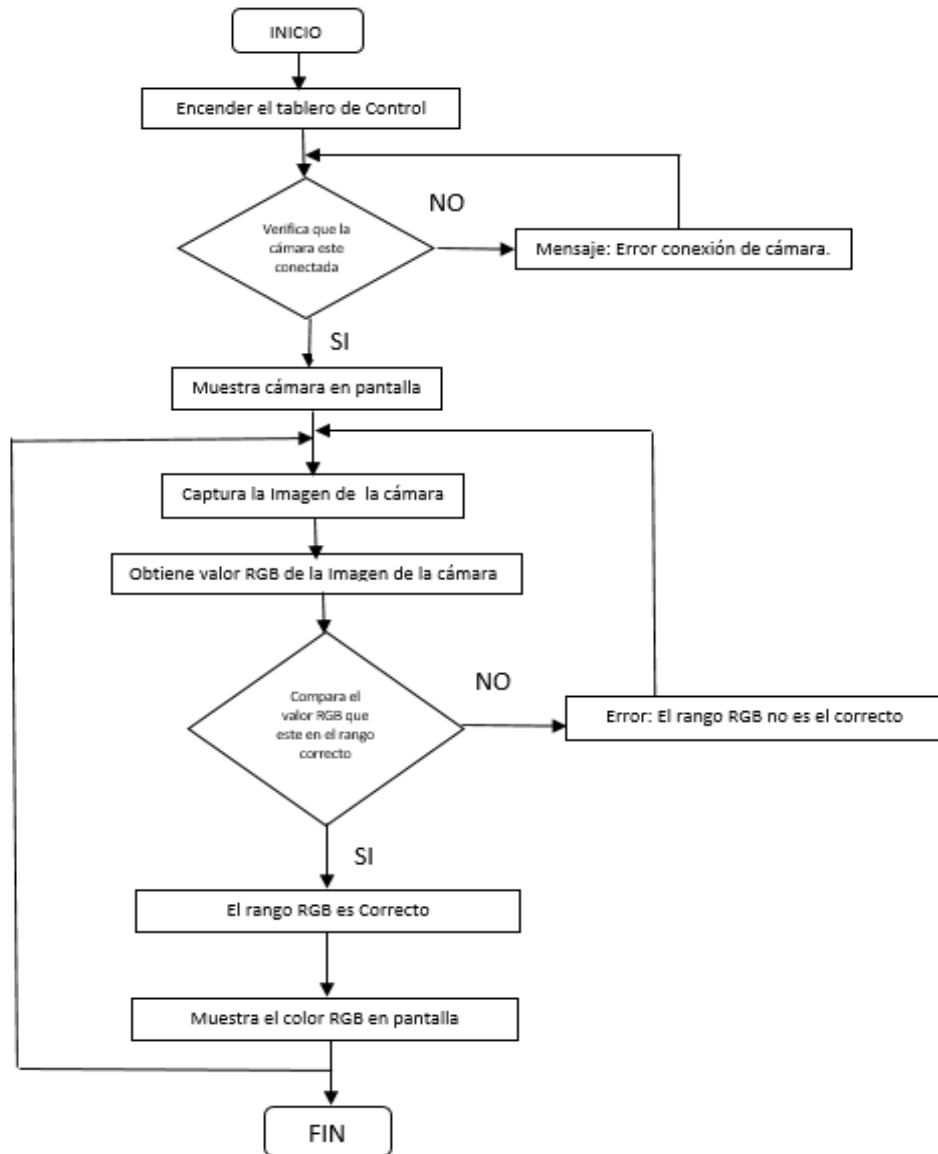 INICIO
Encender el tablero de Control
NO
Verifica que la
cámara este
conectada
Mensaje: Error conexión de cámara.
SI
Muestra cámara en pantalla
Captura la Imagen de la cámara
Obtiene valor RGB de la Imagen de la cámara
NO
Compara el
valor RGB que
este en el rango
correcto
Error: El rango RGB no es el correcto
SI
El rango RGB es Correcto
Muestra el color RGB en pantalla
FIN